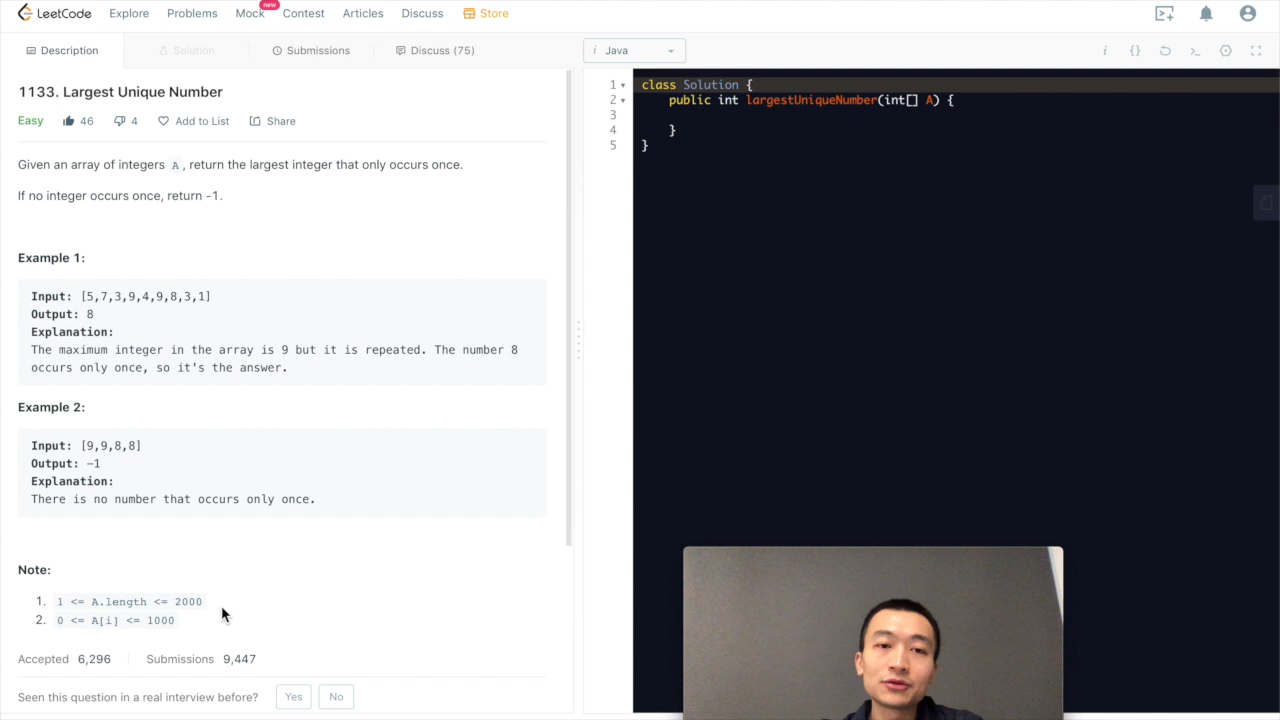 LeetCode Explore Problems Mock new Contest Articles Discuss Store
Description Solution Submissions Discuss (75)
i Java
1133. Largest Unique Number
Easy 46 4 Add to List Share
Given an array of integers A , return the largest integer that only occurs once.
If no integer occurs once, return -1.
Example 1:
Input: [5,7,3,9,4,9,8,3,1]
Output: 8
Explanation:
The maximum integer in the array is 9 but it is repeated. The number 8
occurs only once, so it's the answer.
Example 2:
Input: [9,9,8,8]
Output: -1
Explanation:
There is no number that occurs only once.
Note:
1. 1 <= A.length <= 2000
2. 0 <= A[i] <= 1000
Accepted 6,296 Submissions 9,447
Seen this question in a real interview before? Yes No
1 class Solution {
2 public int largestUniqueNumber(int[] A) {
3
4 }
5 }